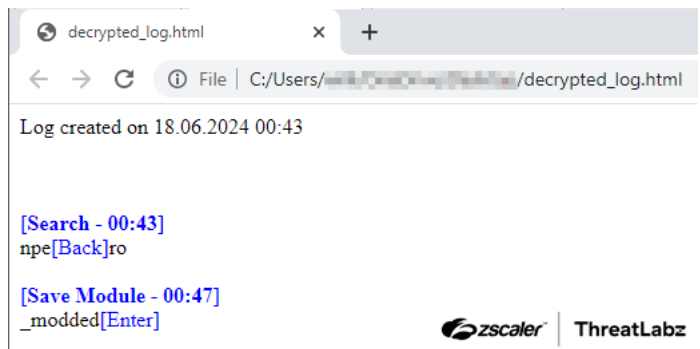 decrypted_log.html
File | C:/Users/ /decrypted_log.html
Log created on 18.06.2024 00:43
[Search - 00:43]
npe[Back]ro
[Save Module - 00:47]
_modded[Enter]
zscaler | ThreatLabz